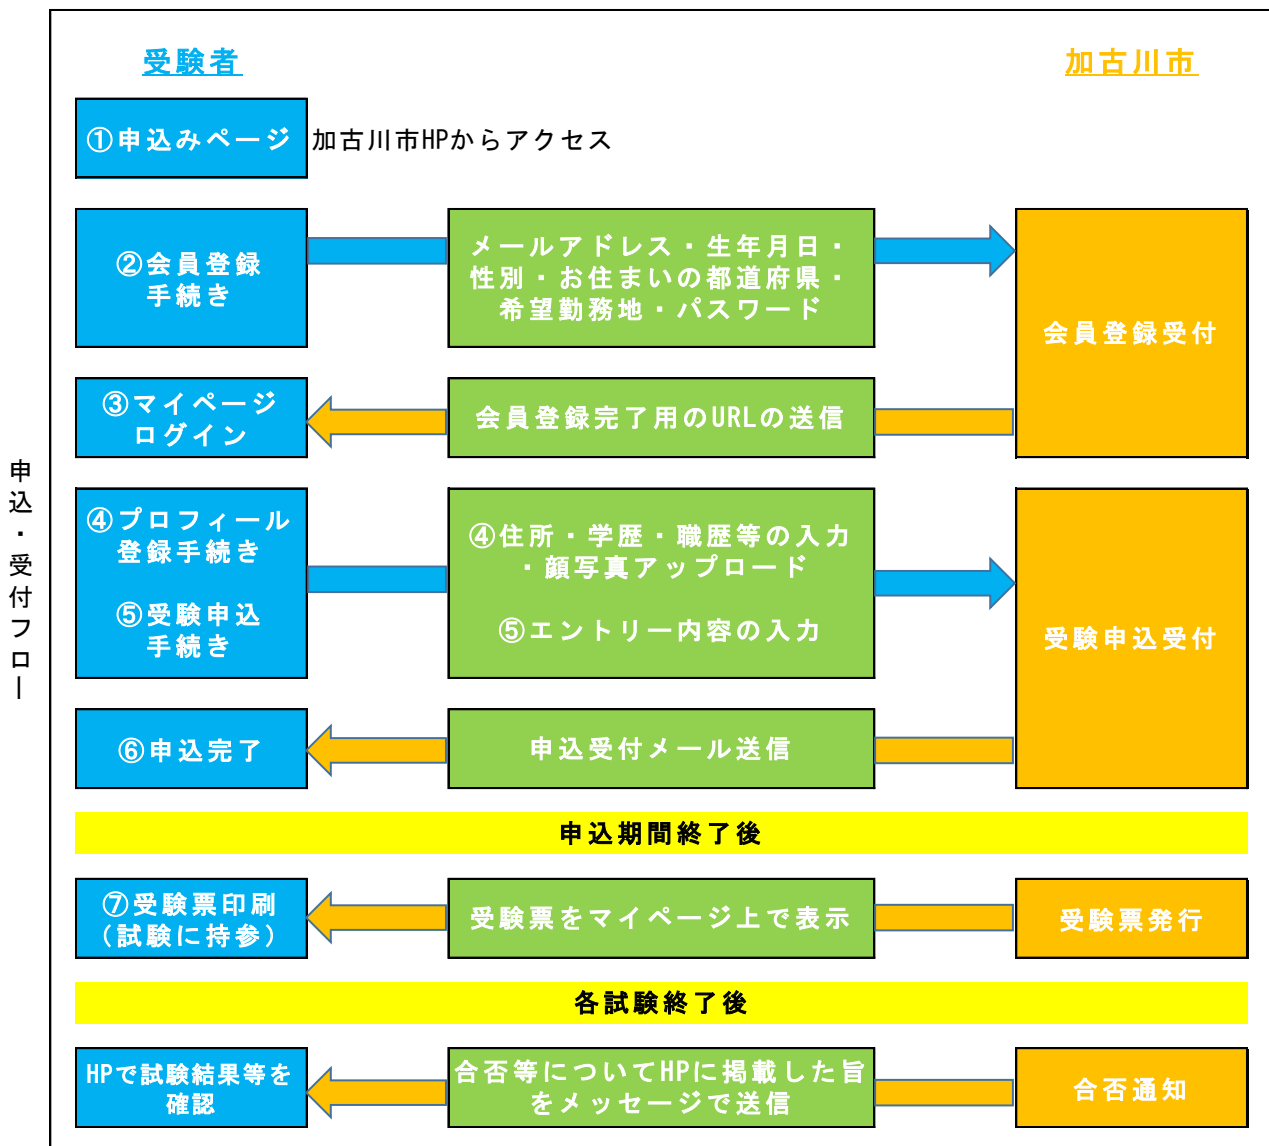 受験者
加古川市
①申込みページ
加古川市HPからアクセス
②会員登録
手続き
メールアドレス・生年月日・
性別・お住まいの都道府県・
希望勤務地・パスワード
会員登録受付
③マイページ
ログイン
会員登録完了用のURLの送信
申込・受付フロー
④プロフィール
登録手続き
⑤受験申込
手続き
④住所・学歴・職歴等の入力
・顔写真アップロード
⑤エントリー内容の入力
受験申込受付
⑥申込完了
申込受付メール送信
申込期間終了後
⑦受験票印刷
(試験に持参)
受験票をマイページ上で表示
受験票発行
各試験終了後
HPで試験結果等を
確認
合否等についてHPに掲載した旨
をメッセージで送信
合否通知